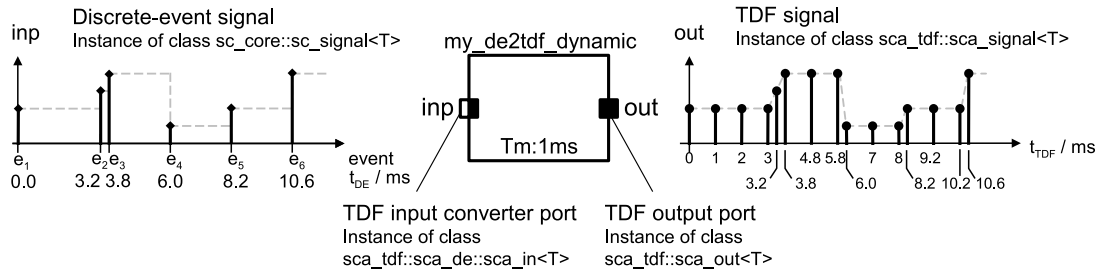 Discrete-event signal
Instance of class sc_core::sc_signal<T>
inp
e1 e2 e3 e4 e5 e6 event
0.0 3.2 3.8 6.0 8.2 10.6 tDE / ms
my_de2tdf_dynamic
inp out
Tm:1ms
TDF input converter port
Instance of class
sca_tdf::sca_de::sca_in<T>
TDF output port
Instance of class
sca_tdf::sca_out<T>
TDF signal
Instance of class sca_tdf::sca_signal<T>
out
0 1 2 3 4.8 5.8 7 8 9.2 tTDF / ms
3.2 3.8 6.0 8.2 10.2 10.6